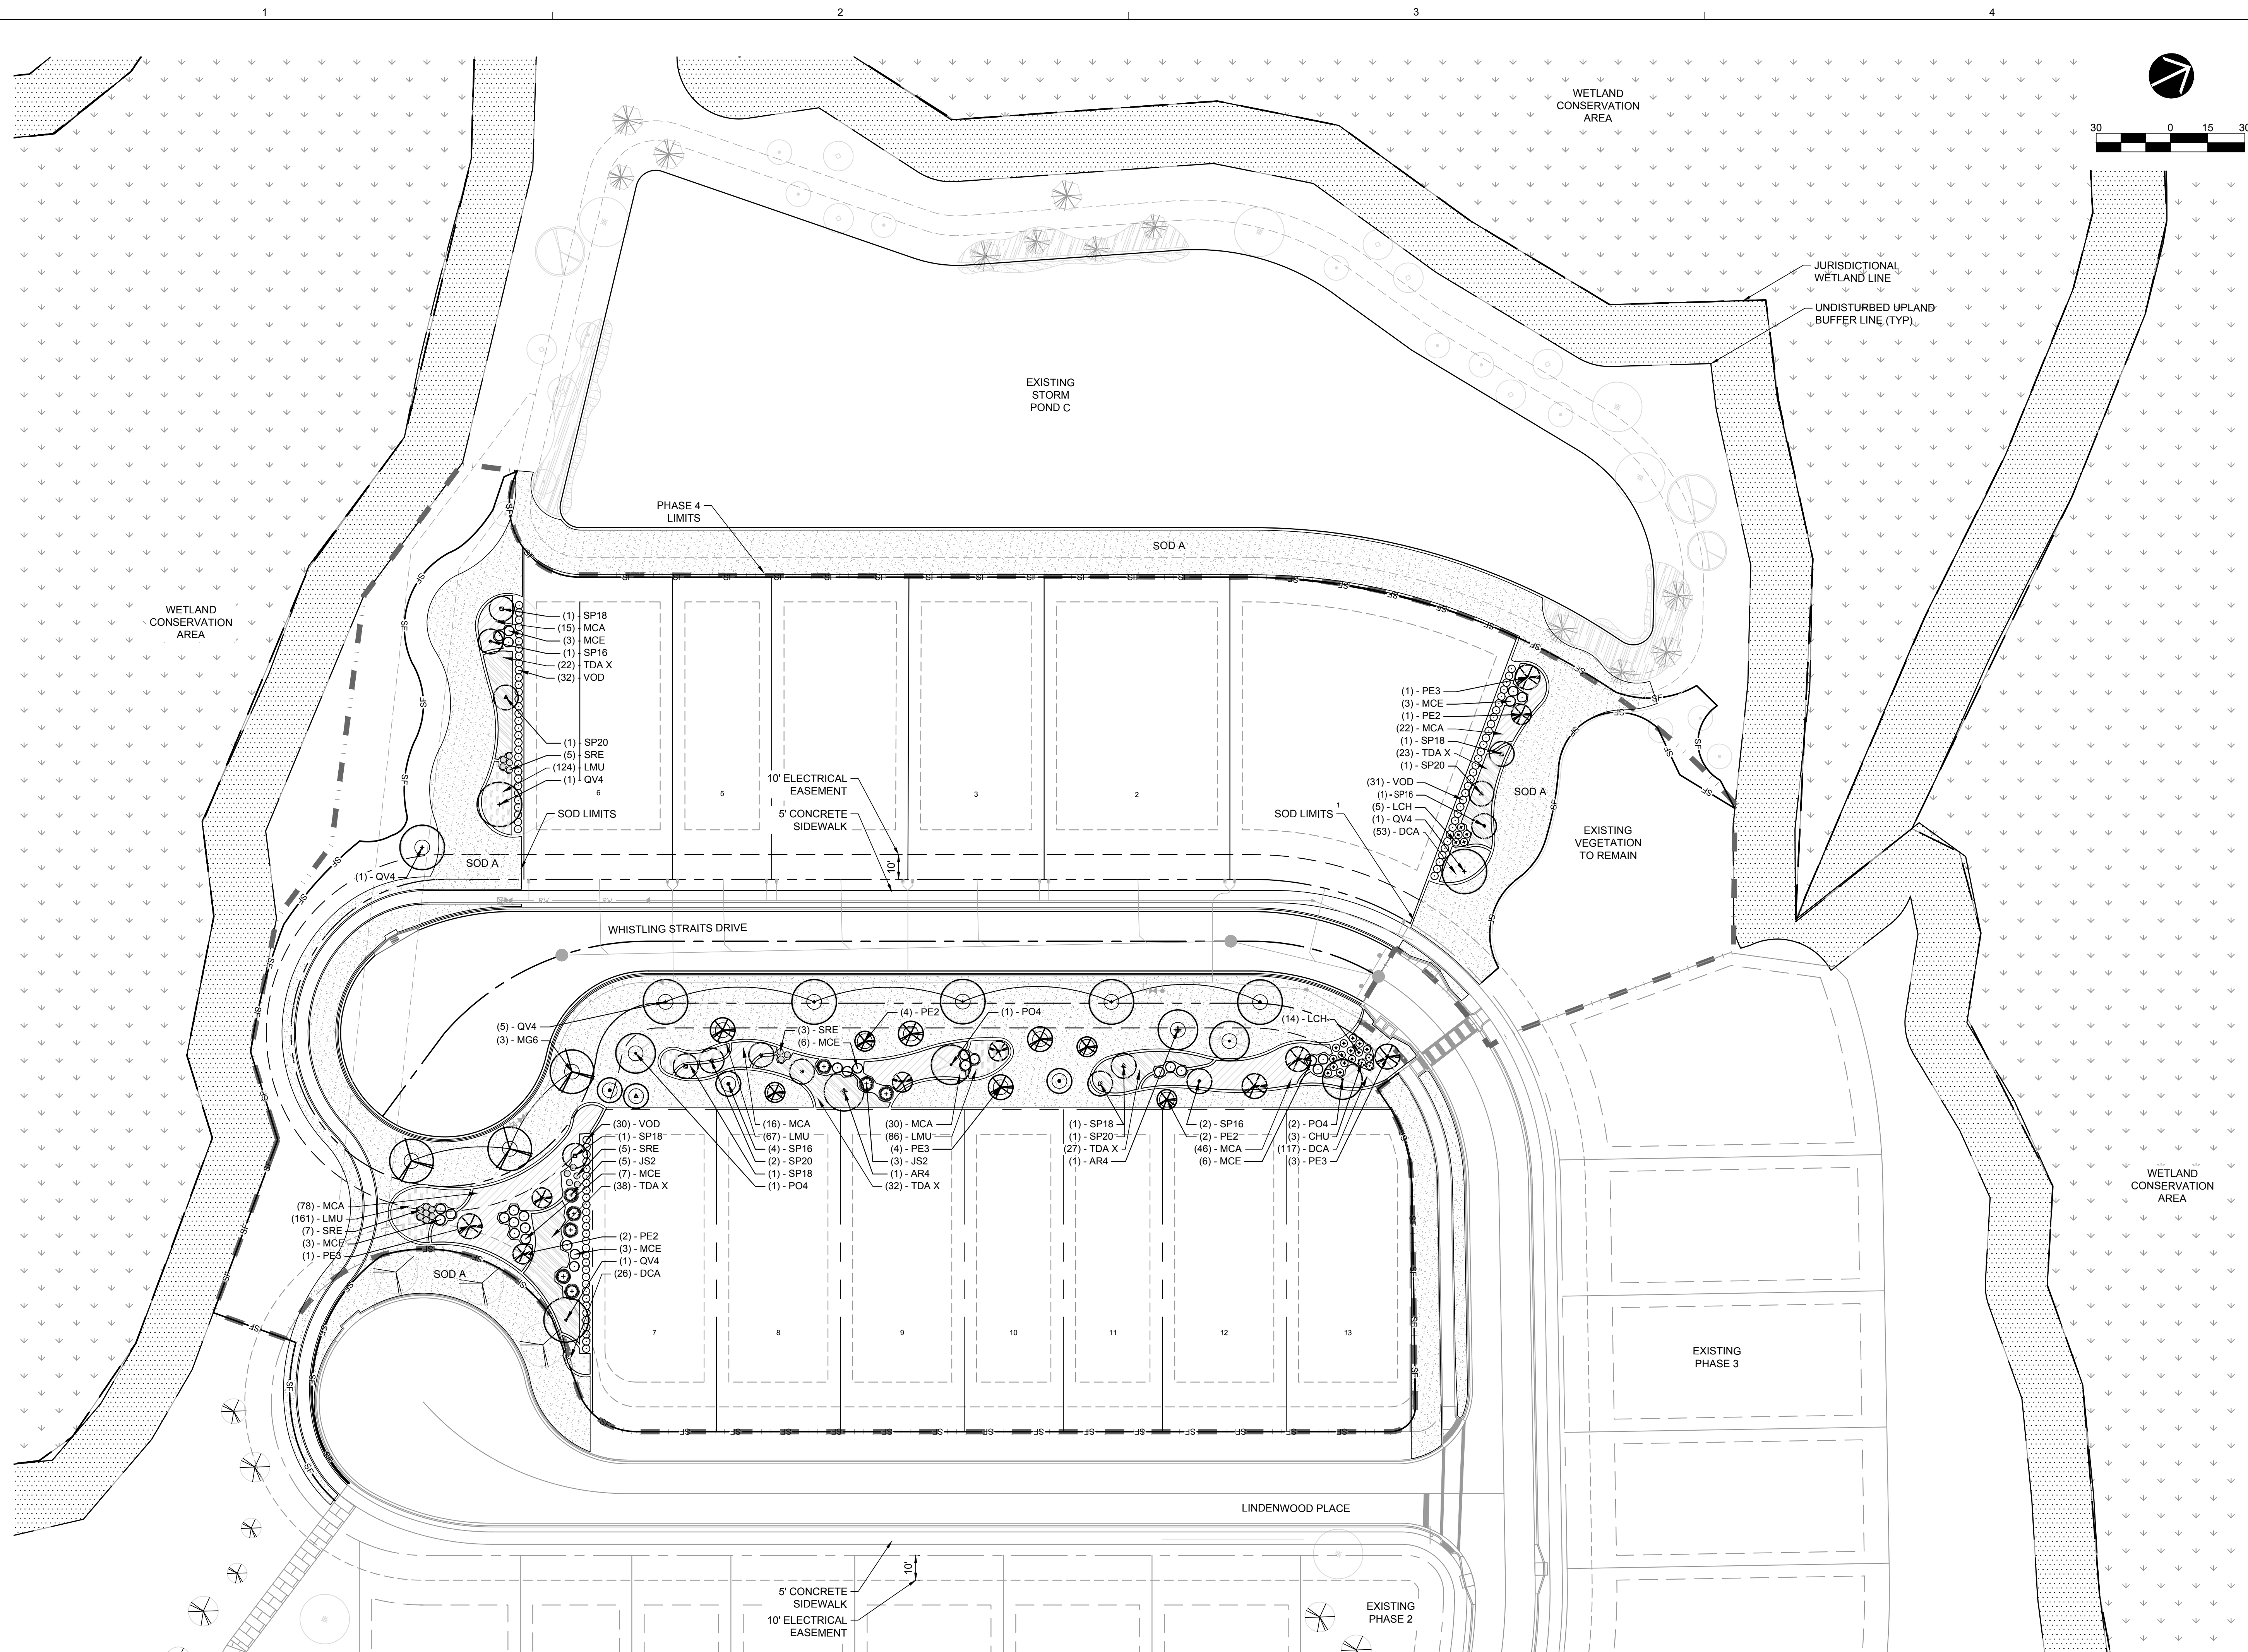 1
2
3
4
WETLAND
CONSERVATION
AREA
30 0 15 30
JURISDICTIONAL
WETLAND LINE
UNDISTURBED UPLAND
BUFFER LINE (TYP)
EXISTING
STORM
POND C
PHASE 4
LIMITS
SOD A
WETLAND
CONSERVATION
AREA
(1) - SP18
(15) - MCA
(3) - MCE
(1) - SP16
(22) - TDA X
(32) - VOD
(1) - SP20
(5) - SRE
(124) - LMU
(1) - QV4
6
5
3
2
10' ELECTRICAL
EASEMENT
5' CONCRETE
SIDEWALK
10'
SOD LIMITS
SOD A
(1) - QV4
(1) - PE3
(3) - MCE
(1) - PE2
(22) - MCA
(1) - SP18
(23) - TDA X
(1) - SP20
(31) - VOD
(1) - SP16
(5) - LCH
(1) - QV4
(53) - DCA
SOD LIMITS
1
SOD A
EXISTING
VEGETATION
TO REMAIN
WHISTLING STRAITS DRIVE
(5) - QV4
(3) - MG6
(3) - SRE
(6) - MCE
(4) - PE2
(1) - PO4
(14) - LCH
(30) - VOD
(1) - SP18
(5) - SRE
(5) - JS2
(7) - MCE
(38) - TDA X
(16) - MCA
(67) - LMU
(4) - SP16
(2) - SP20
(1) - SP18
(1) - PO4
(30) - MCA
(86) - LMU
(4) - PE3
(3) - JS2
(1) - AR4
(32) - TDA X
(1) - SP18
(1) - SP20
(27) - TDA X
(1) - AR4
(2) - SP16
(2) - PE2
(46) - MCA
(6) - MCE
(2) - PO4
(3) - CHU
(117) - DCA
(3) - PE3
(78) - MCA
(161) - LMU
(7) - SRE
(3) - MCE
(1) - PE3
(2) - PE2
(3) - MCE
(1) - QV4
(26) - DCA
SOD A
7
8
9
10
11
12
13
WETLAND
CONSERVATION
AREA
EXISTING
PHASE 3
LINDENWOOD PLACE
10'
5' CONCRETE
SIDEWALK
10' ELECTRICAL
EASEMENT
EXISTING
PHASE 2